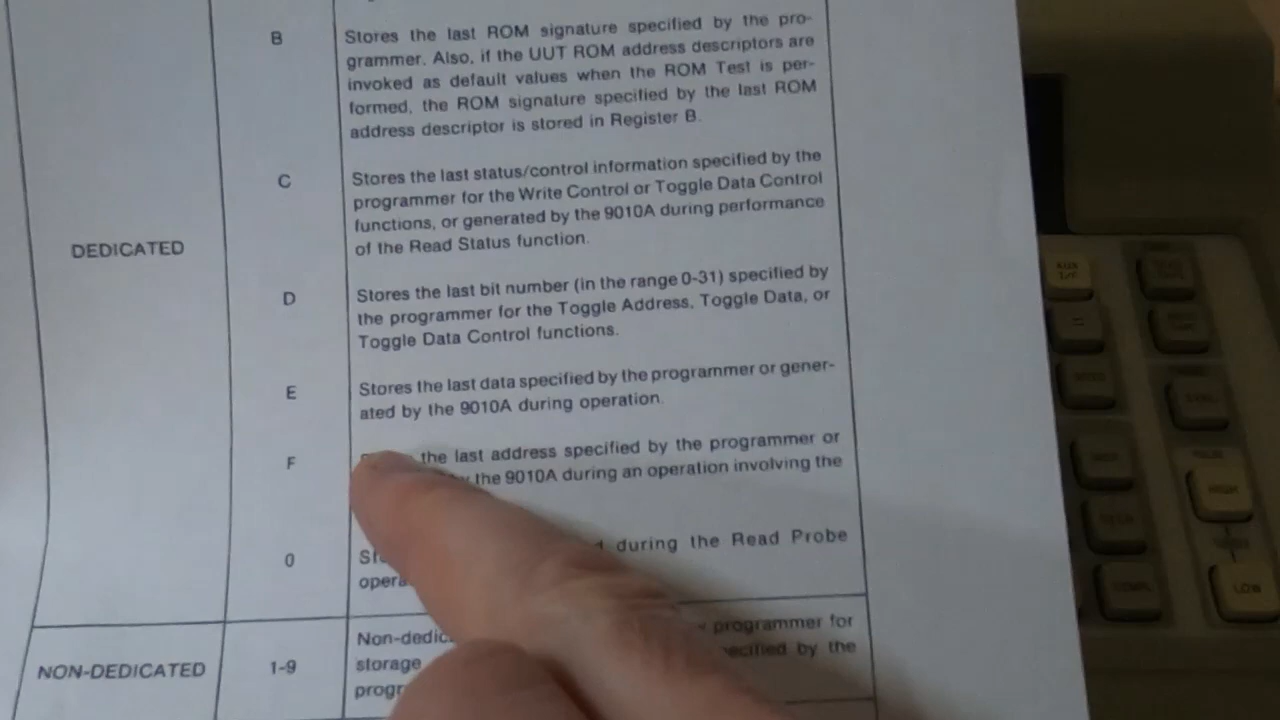 B
Stores the last ROM signature specified by the pro-
grammer. Also, if the UUT ROM address descriptors are
invoked as default values when the ROM Test is per-
formed, the ROM signature specified by the last ROM
address descriptor is stored in Register B.
C
Stores the last status/control information specified by the
programmer for the Write Control or Toggle Data Control
functions, or generated by the 9010A during performance
of the Read Status function.
DEDICATED
D
Stores the last bit number (in the range 0-31) specified by
the programmer for the Toggle Address, Toggle Data, or
Toggle Data Control functions.
E
Stores the last data specified by the programmer or gener-
ated by the 9010A during operation.
F
the last address specified by the programmer or
the 9010A during an operation involving the
0
during the Read Probe
NON-DEDICATED
1-9
programmer for
storage
the
HIGH
LOW